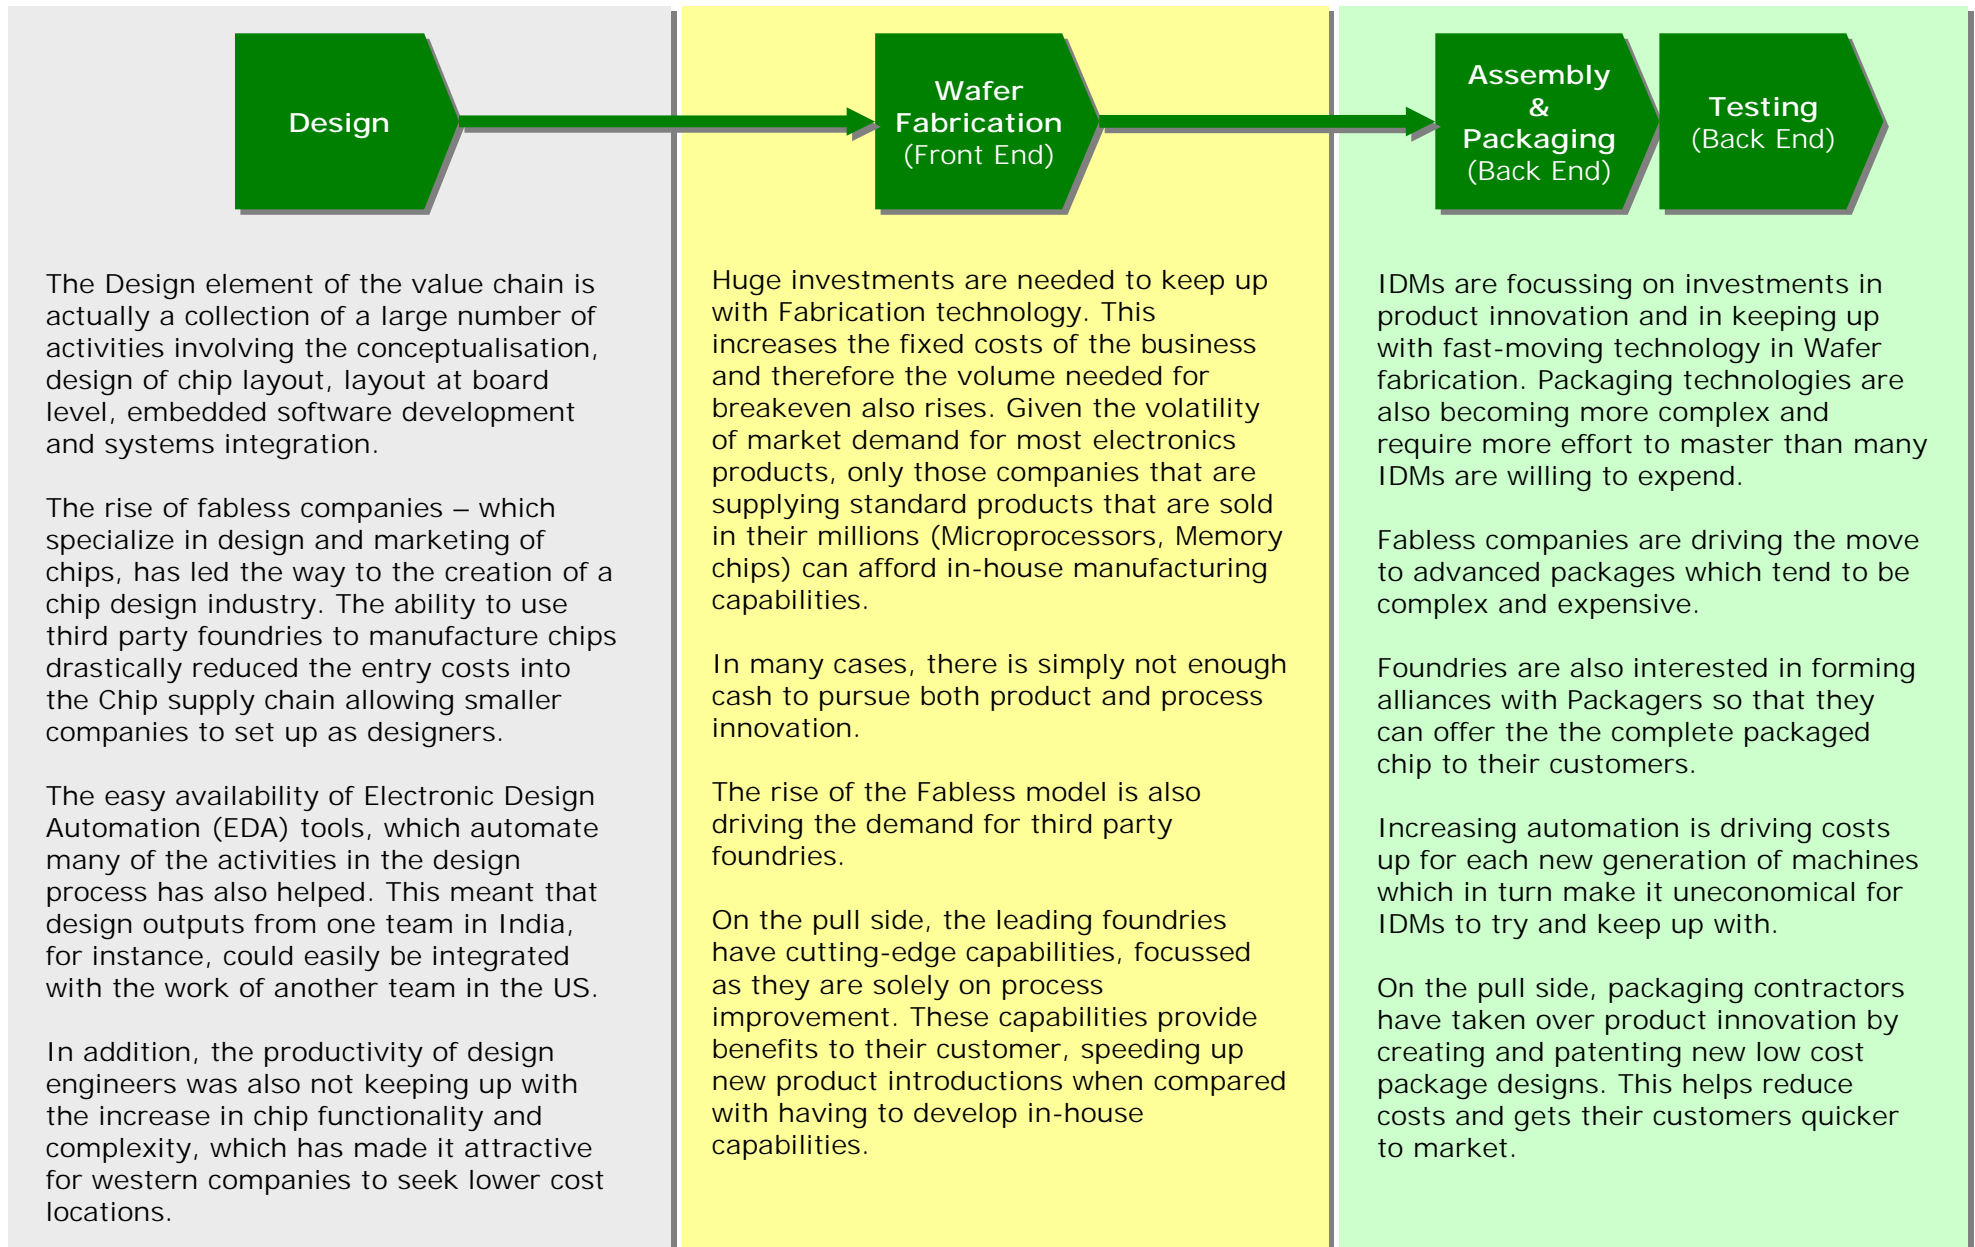 Design
Wafer
Fabrication
(Front End)
Assembly
&
Packaging
(Back End)
Testing
(Back End)
The Design element of the value chain is
actually a collection of a large number of
activities involving the conceptualisation,
design of chip layout, layout at board
level, embedded software development
and systems integration.
The rise of fabless companies – which
specialize in design and marketing of
chips, has led the way to the creation of a
chip design industry. The ability to use
third party foundries to manufacture chips
drastically reduced the entry costs into
the Chip supply chain allowing smaller
companies to set up as designers.
The easy availability of Electronic Design
Automation (EDA) tools, which automate
many of the activities in the design
process has also helped. This meant that
design outputs from one team in India,
for instance, could easily be integrated
with the work of another team in the US.
In addition, the productivity of design
engineers was also not keeping up with
the increase in chip functionality and
complexity, which has made it attractive
for western companies to seek lower cost
locations.
Huge investments are needed to keep up
with Fabrication technology. This
increases the fixed costs of the business
and therefore the volume needed for
breakeven also rises. Given the volatility
of market demand for most electronics
products, only those companies that are
supplying standard products that are sold
in their millions (Microprocessors, Memory
chips) can afford in-house manufacturing
capabilities.
In many cases, there is simply not enough
cash to pursue both product and process
innovation.
The rise of the Fabless model is also
driving the demand for third party
foundries.
On the pull side, the leading foundries
have cutting-edge capabilities, focussed
as they are solely on process
improvement. These capabilities provide
benefits to their customer, speeding up
new product introductions when compared
with having to develop in-house
capabilities.
IDMs are focussing on investments in
product innovation and in keeping up
with fast-moving technology in Wafer
fabrication. Packaging technologies are
also becoming more complex and
require more effort to master than many
IDMs are willing to expend.
Fabless companies are driving the move
to advanced packages which tend to be
complex and expensive.
Foundries are also interested in forming
alliances with Packagers so that they
can offer the the complete packaged
chip to their customers.
Increasing automation is driving costs
up for each new generation of machines
which in turn make it uneconomical for
IDMs to try and keep up with.
On the pull side, packaging contractors
have taken over product innovation by
creating and patenting new low cost
package designs. This helps reduce
costs and gets their customers quicker
to market.